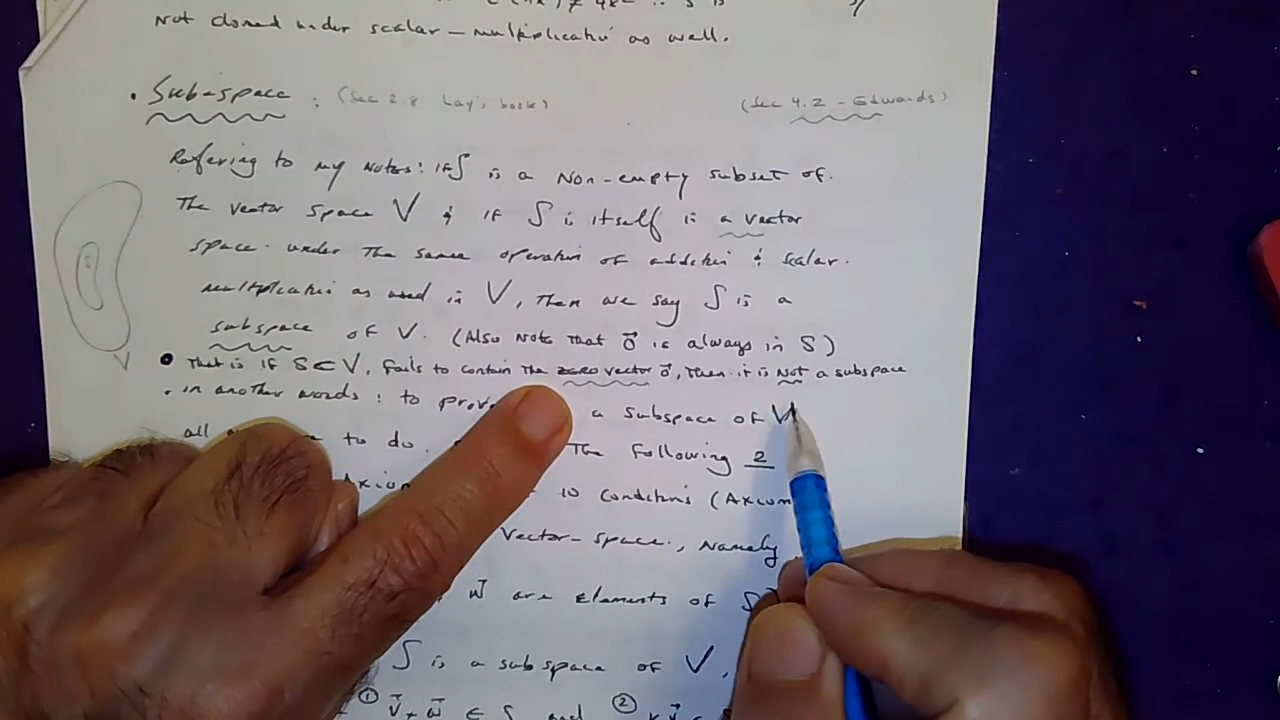 Not closed under scalar-multiplicatio as well.
• Subspace : (Sec 2.8 Lay's book) (Sec 4.2 - Edwards)
Refering to my Notes: IF S is a Non-empty subset of.
The vector space V & if S is itself is a vector
space under the same operation of addition & scalar.
multiplication as used in V, Then we say S is a
subspace of V. (Also Note that 0⃗ is always in S)
• That is if S⊂V, fails to contain the zero vector 0⃗, then it is Not a subspace
• in another words: to prov a subspace of V
all to do. The following 2
Axio 10 Conditions (Axiom
vector-space, Namely
w⃗ are elements of S
S is a subspace of V,
① v⃗+w⃗ ∈ S and ②
S
V